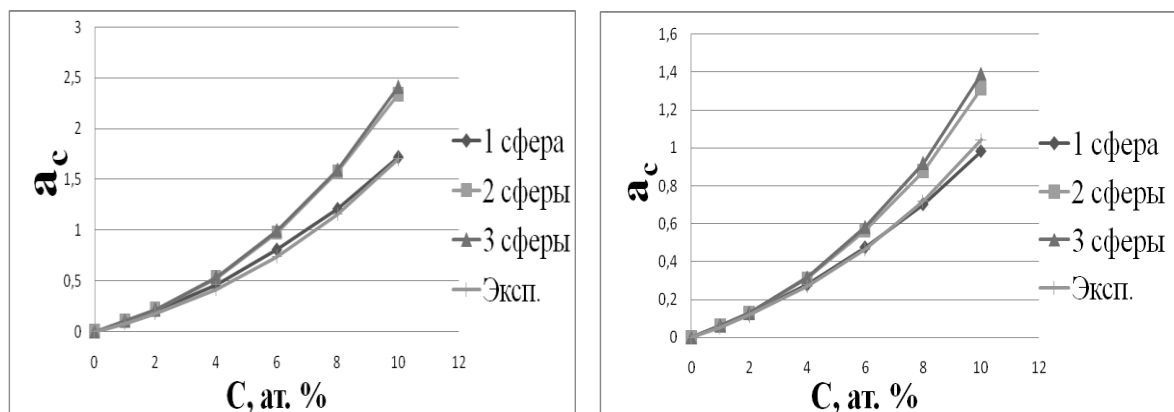 3
2,5
2
1,5
1
0,5
0
0 2 4 6 8 10 12
a_c
C, ат. %
1 сфера
2 сферы
3 сферы
Эксп.
1,6
1,4
1,2
1
0,8
0,6
0,4
0,2
0
0 2 4 6 8 10 12
a_c
C, ат. %
1 сфера
2 сферы
3 сферы
Эксп.